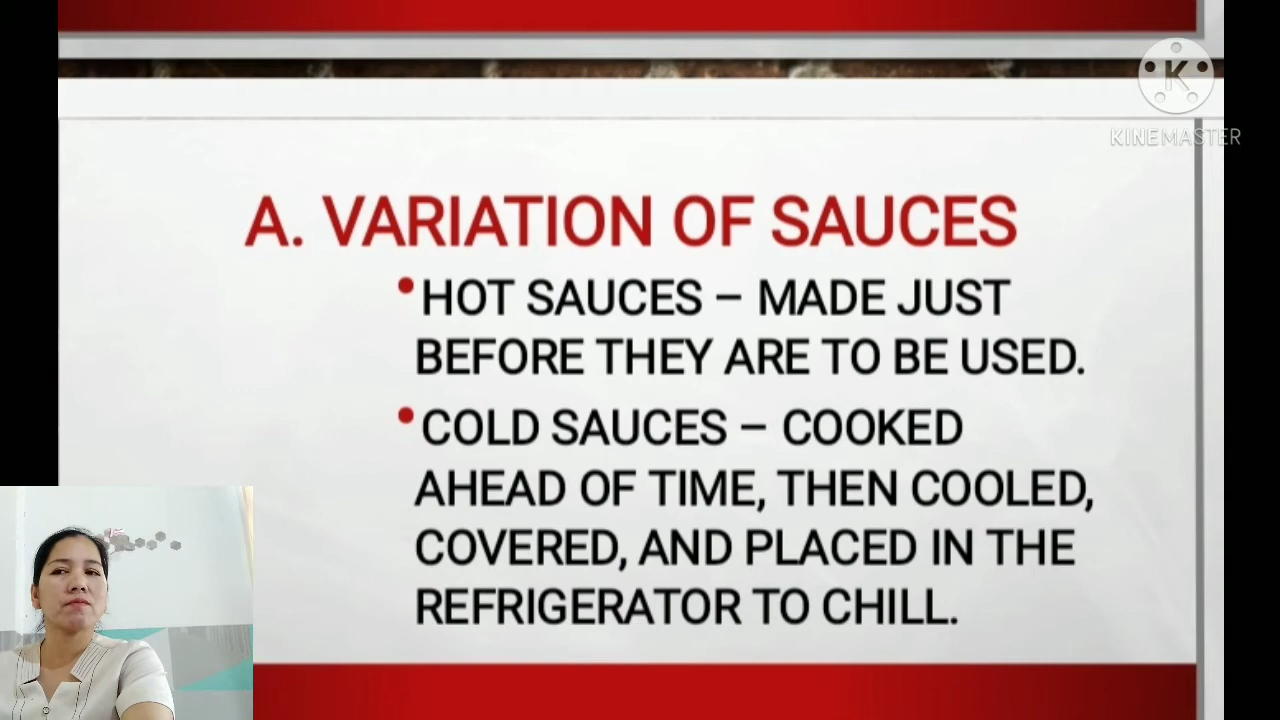 K
KINEMASTER
A. VARIATION OF SAUCES
•HOT SAUCES – MADE JUST
BEFORE THEY ARE TO BE USED.
•COLD SAUCES – COOKED
AHEAD OF TIME, THEN COOLED,
COVERED, AND PLACED IN THE
REFRIGERATOR TO CHILL.